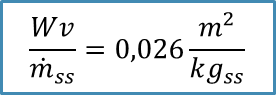 Wv/ṁ_ss = 0,026 m²/kg_ss